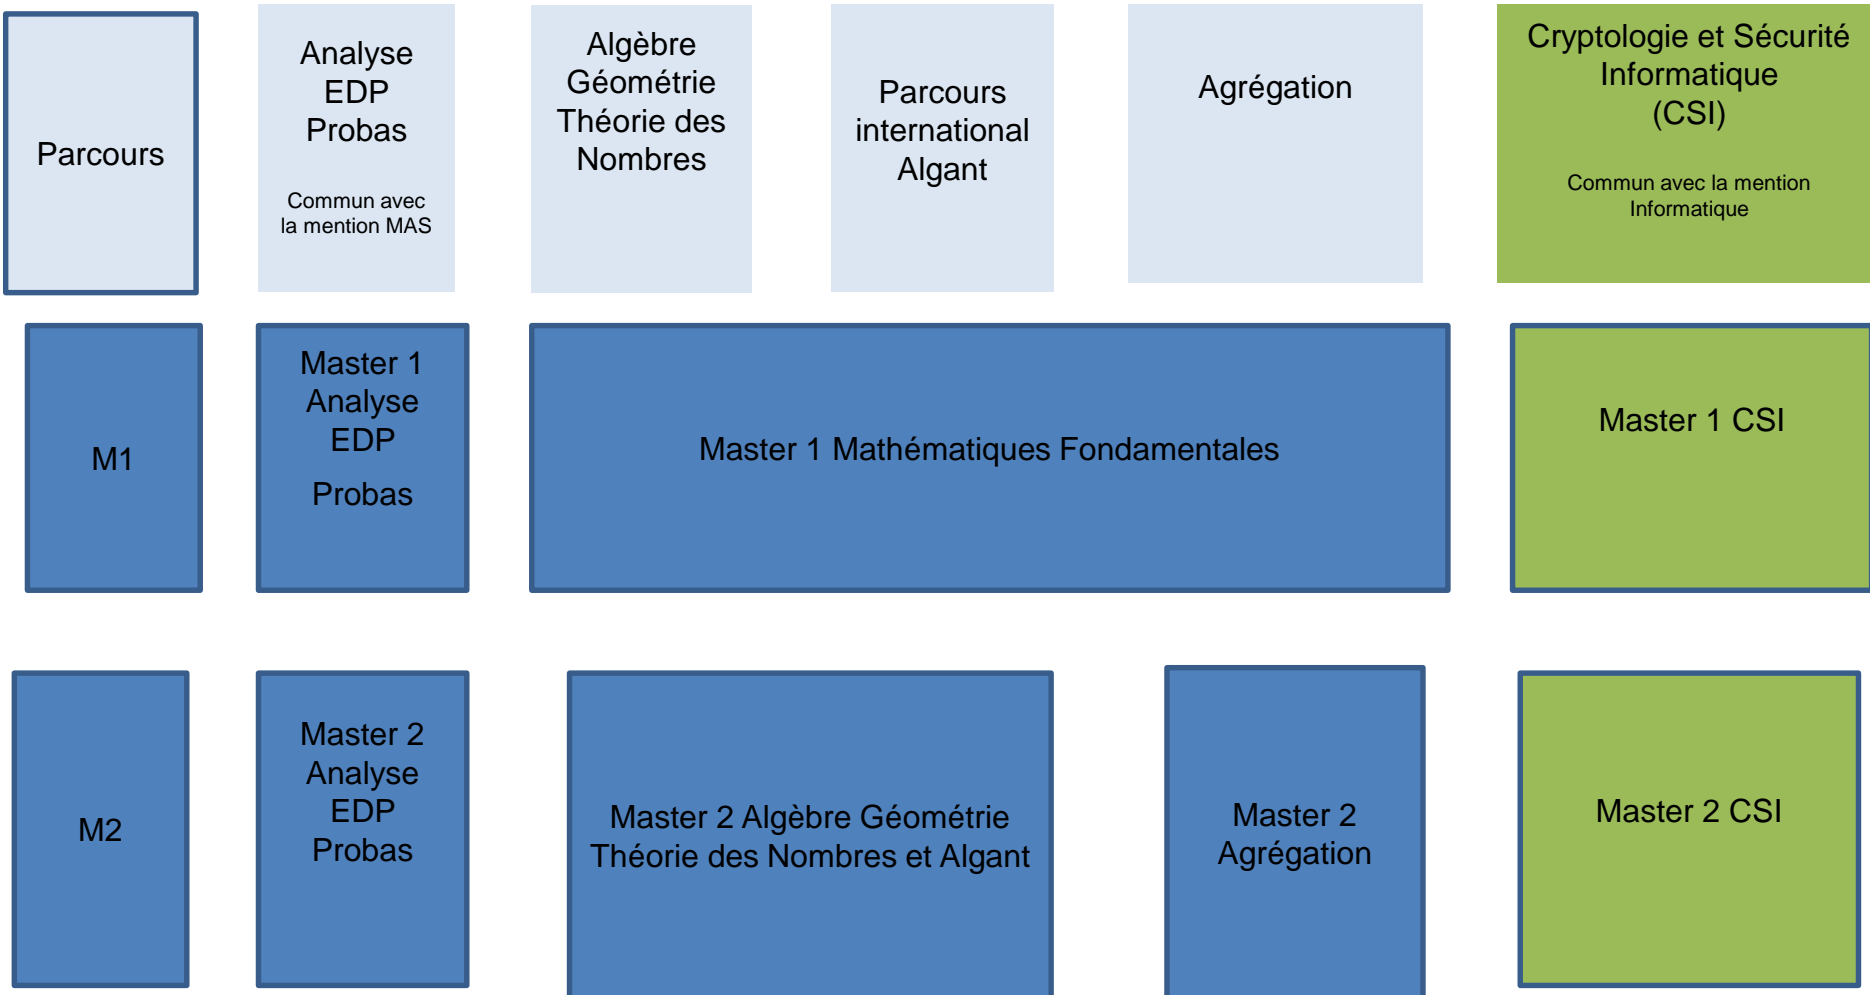 Parcours
Analyse
EDP
Probas
Commun avec
la mention MAS
Algèbre
Géométrie
Théorie des
Nombres
Parcours
international
Algant
Agrégation
Cryptologie et Sécurité
Informatique
(CSI)
Commun avec la mention
Informatique
M1
Master 1
Analyse
EDP
Probas
Master 1 Mathématiques Fondamentales
Master 1 CSI
M2
Master 2
Analyse
EDP
Probas
Master 2 Algèbre Géométrie
Théorie des Nombres et Algant
Master 2
Agrégation
Master 2 CSI